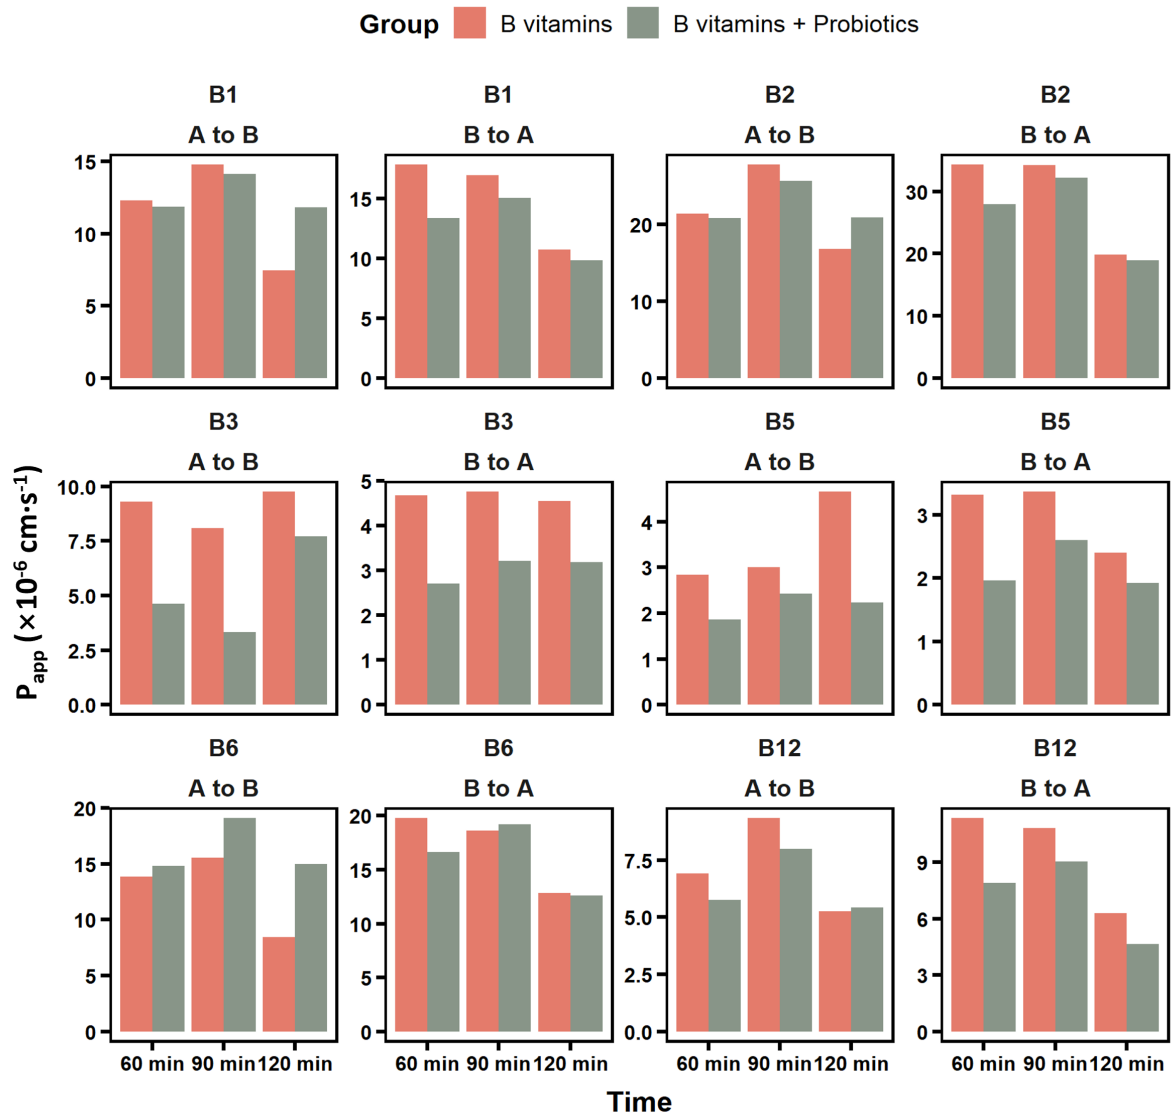 Group B vitamins B vitamins + Probiotics
B1 B1 B2 B2
A to B B to A A to B B to A
15 15 20 30
10 10 10 20
5 5 0 10
0 0 0
B3 B3 B5 B5
A to B B to A A to B B to A
10.0 5 4 3
7.5 4 3 2
5.0 3 2 1
2.5 2 1 0
0.0 1 0
0
Papp (×10-6 cm·s-1)
B6 B6 B12 B12
A to B B to A A to B B to A
20 20 7.5 9
15 15 5.0 6
10 10 2.5 3
5 5 0.0 0
0 0
60 min 90 min 120 min 60 min 90 min 120 min 60 min 90 min 120 min 60 min 90 min 120 min
Time